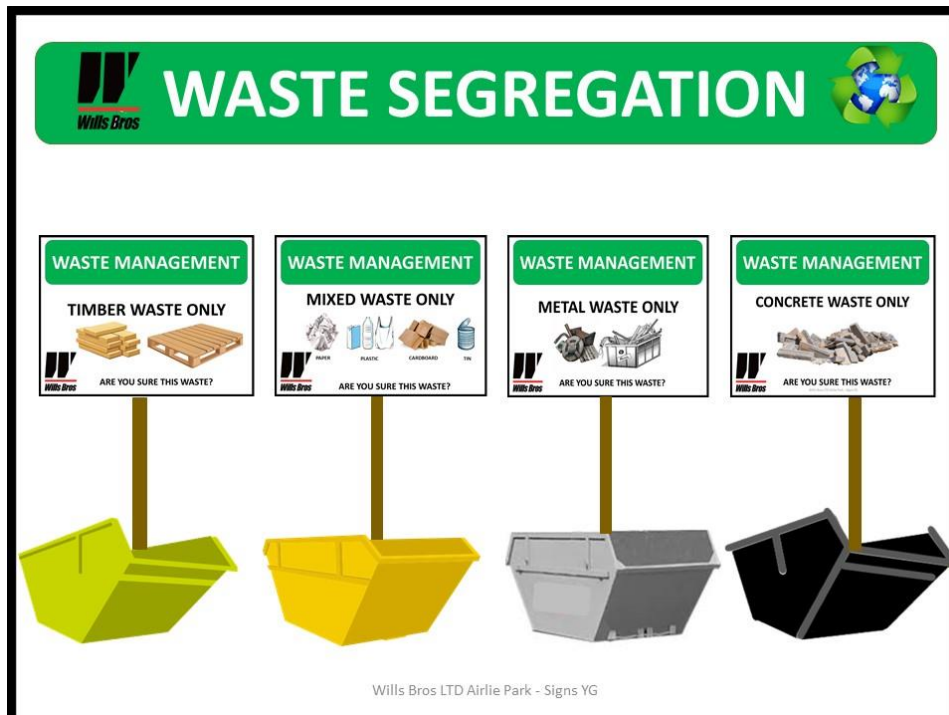 Wills Bros
WASTE SEGREGATION
WASTE MANAGEMENT
TIMBER WASTE ONLY
Wills Bros
ARE YOU SURE THIS WASTE?
WASTE MANAGEMENT
MIXED WASTE ONLY
PAPER
PLASTIC
CARDBOARD
TIN
Wills Bros
ARE YOU SURE THIS WASTE?
WASTE MANAGEMENT
METAL WASTE ONLY
Wills Bros
ARE YOU SURE THIS WASTE?
WASTE MANAGEMENT
CONCRETE WASTE ONLY
Wills Bros
ARE YOU SURE THIS WASTE?
Wills Bros LTD Airlie Park - Signs YG